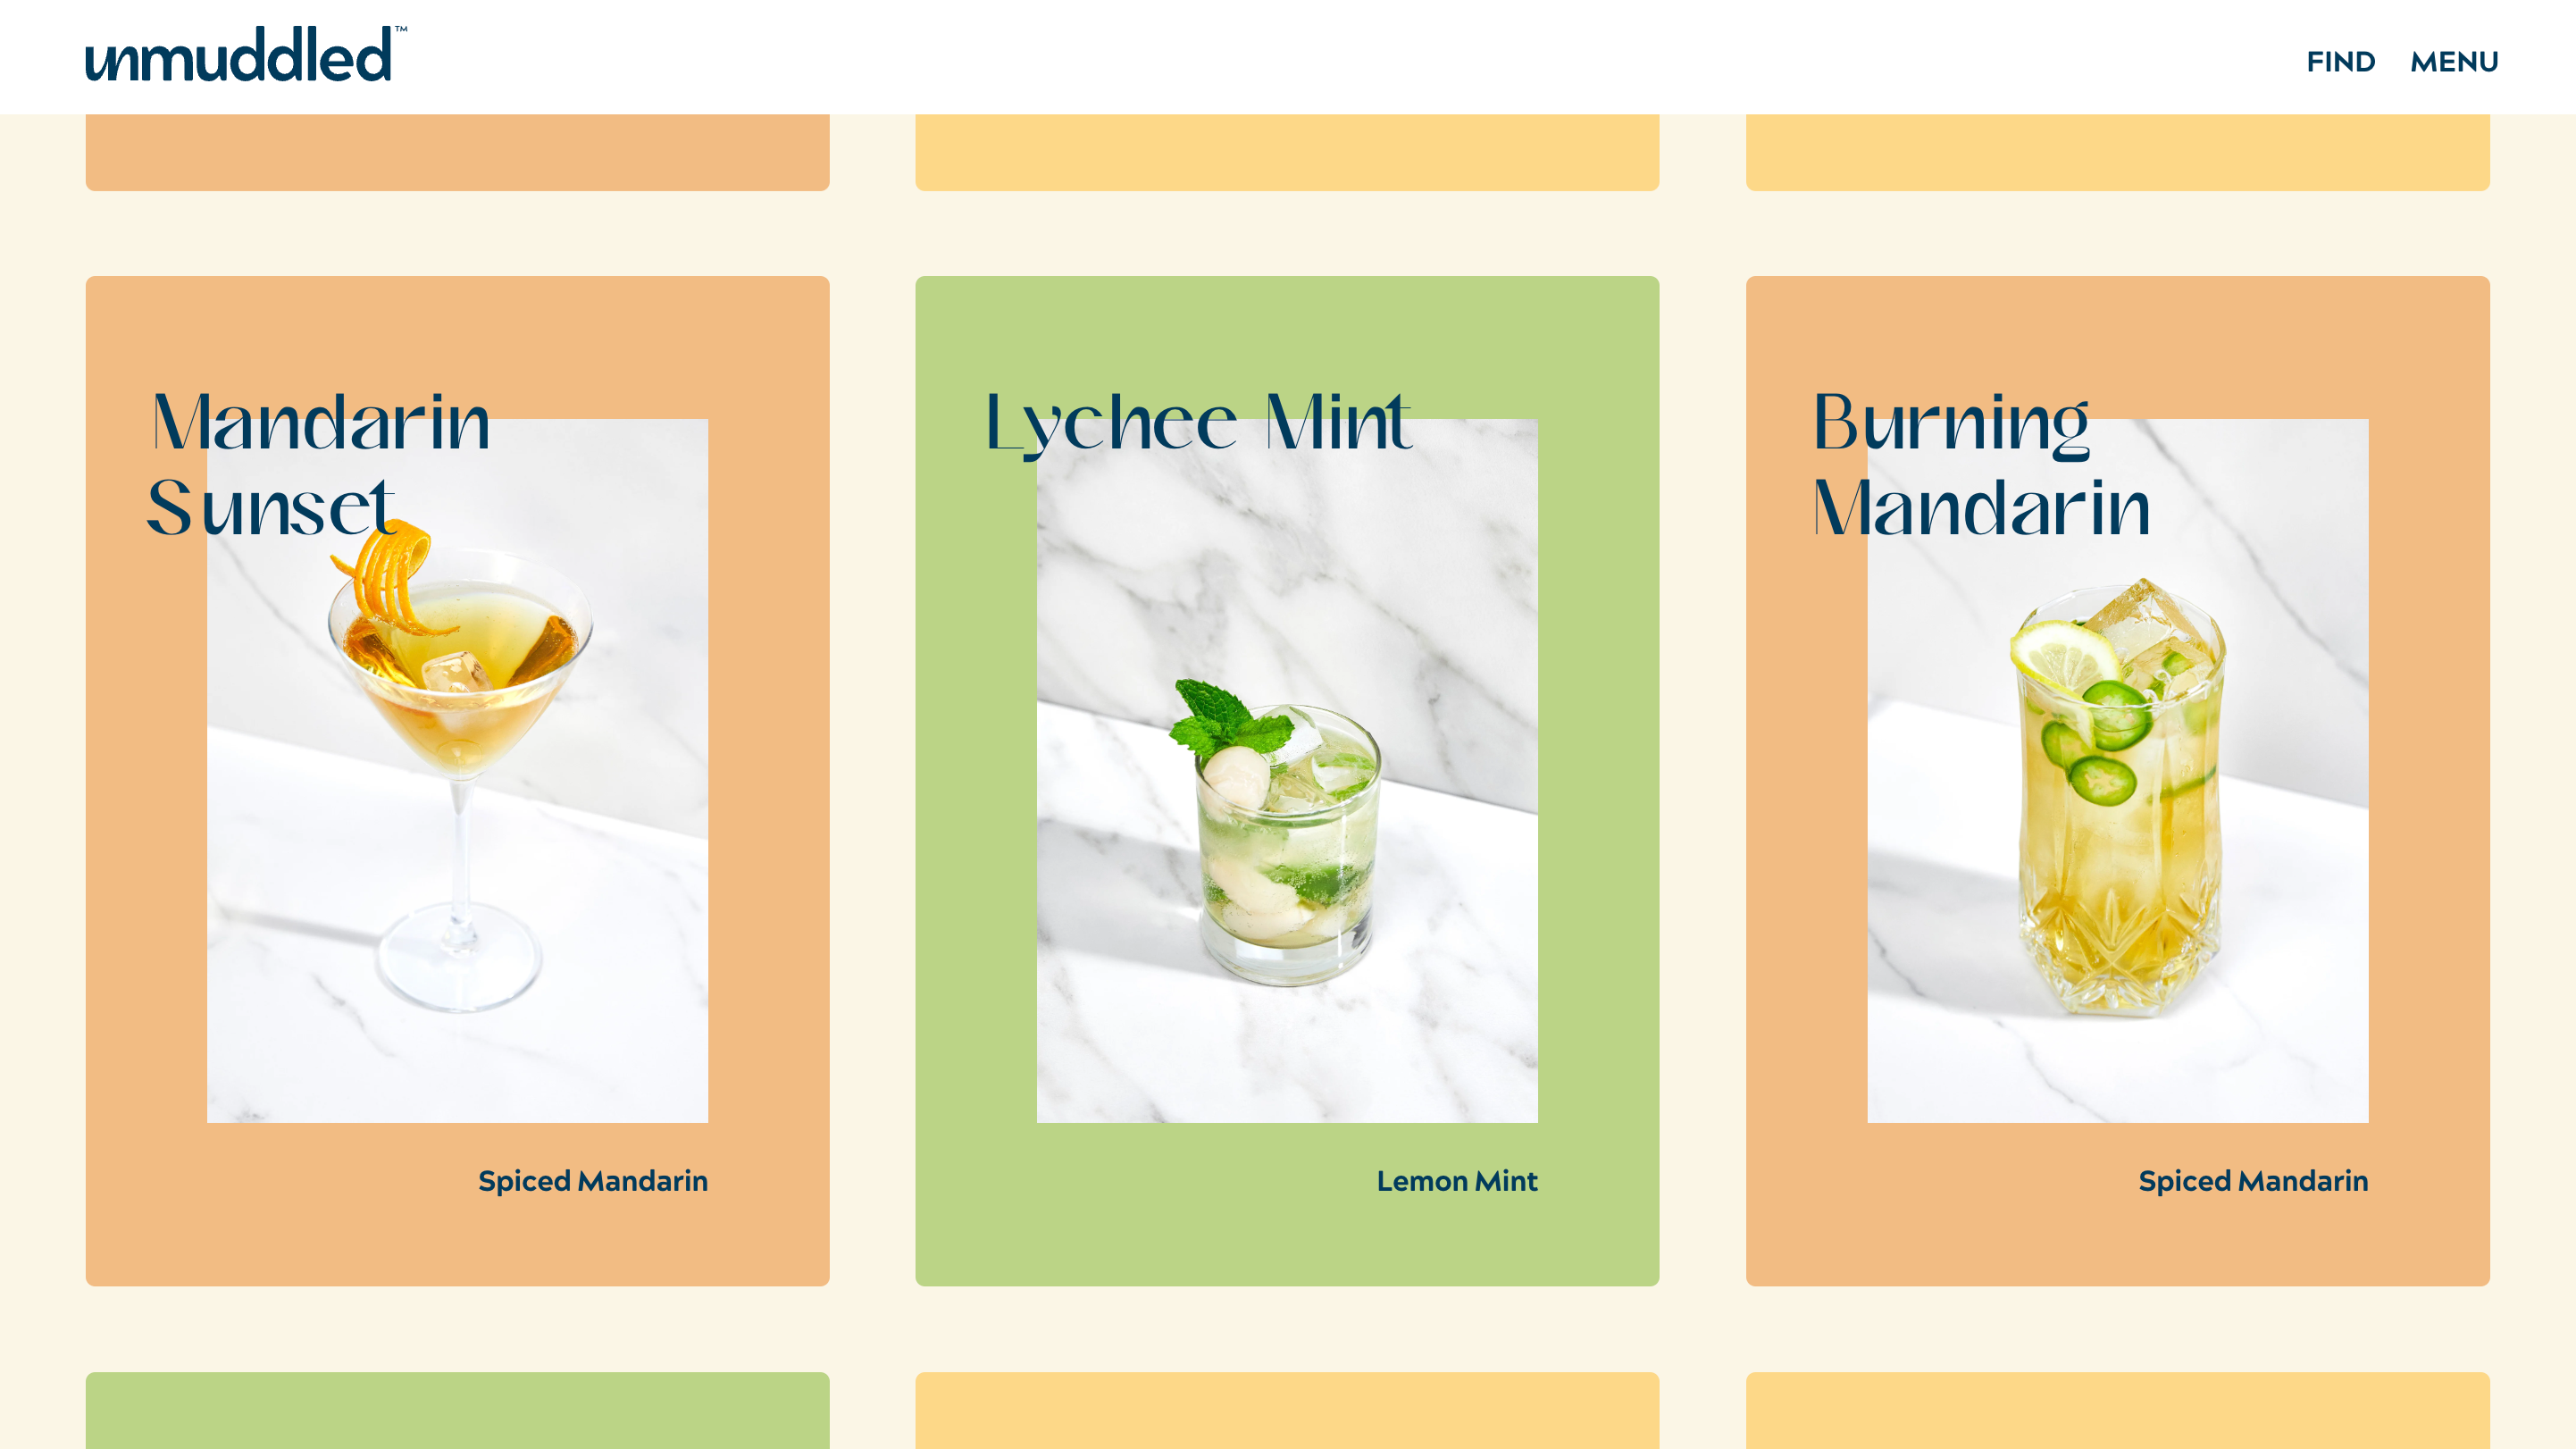 unmuddled™
FIND MENU
Mandarin
Sunset
Spiced Mandarin
Lychee Mint
Lemon Mint
Burning
Mandarin
Spiced Mandarin